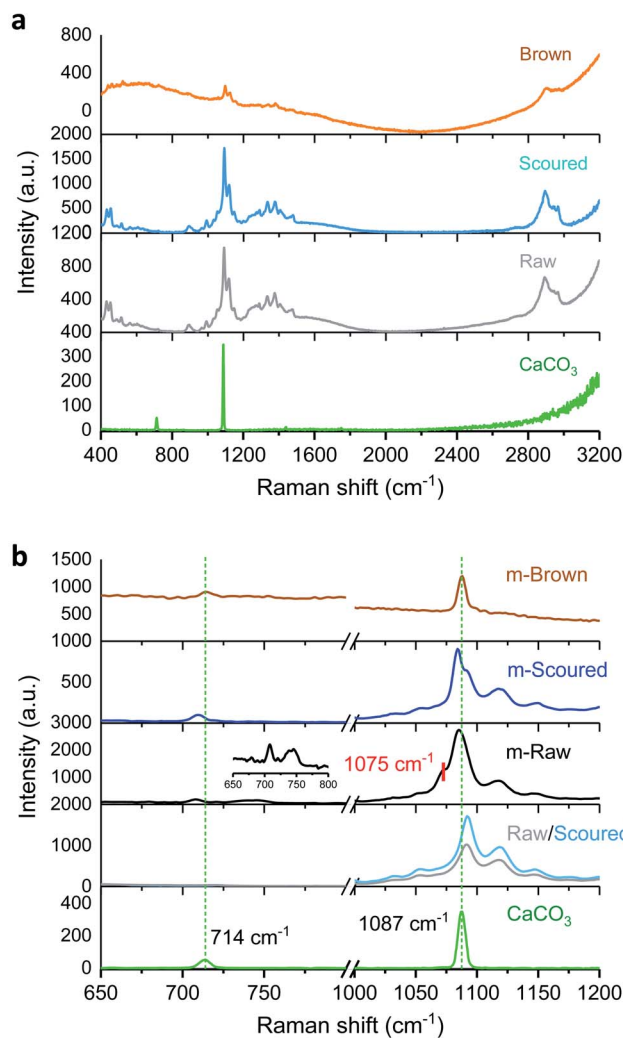 a
800
400
0
Brown
2000
1500
1000
500
Scoured
1200
800
400
Raw
400
300
200
100
0
CaCO₃
400 800 1200 1600 2000 2400 2800 3200
Raman shift (cm⁻¹)
Intensity (a.u.)
b
1500
1000
500
m-Brown
1000
500
m-Scoured
3000
2000
1000
m-Raw
1075 cm⁻¹
650 700 750 800
2000
1000
0
Raw/Scoured
400
200
0
CaCO₃
714 cm⁻¹
1087 cm⁻¹
650 700 750 1000 1050 1100 1150 1200
Raman shift (cm⁻¹)
Intensity (a.u.)